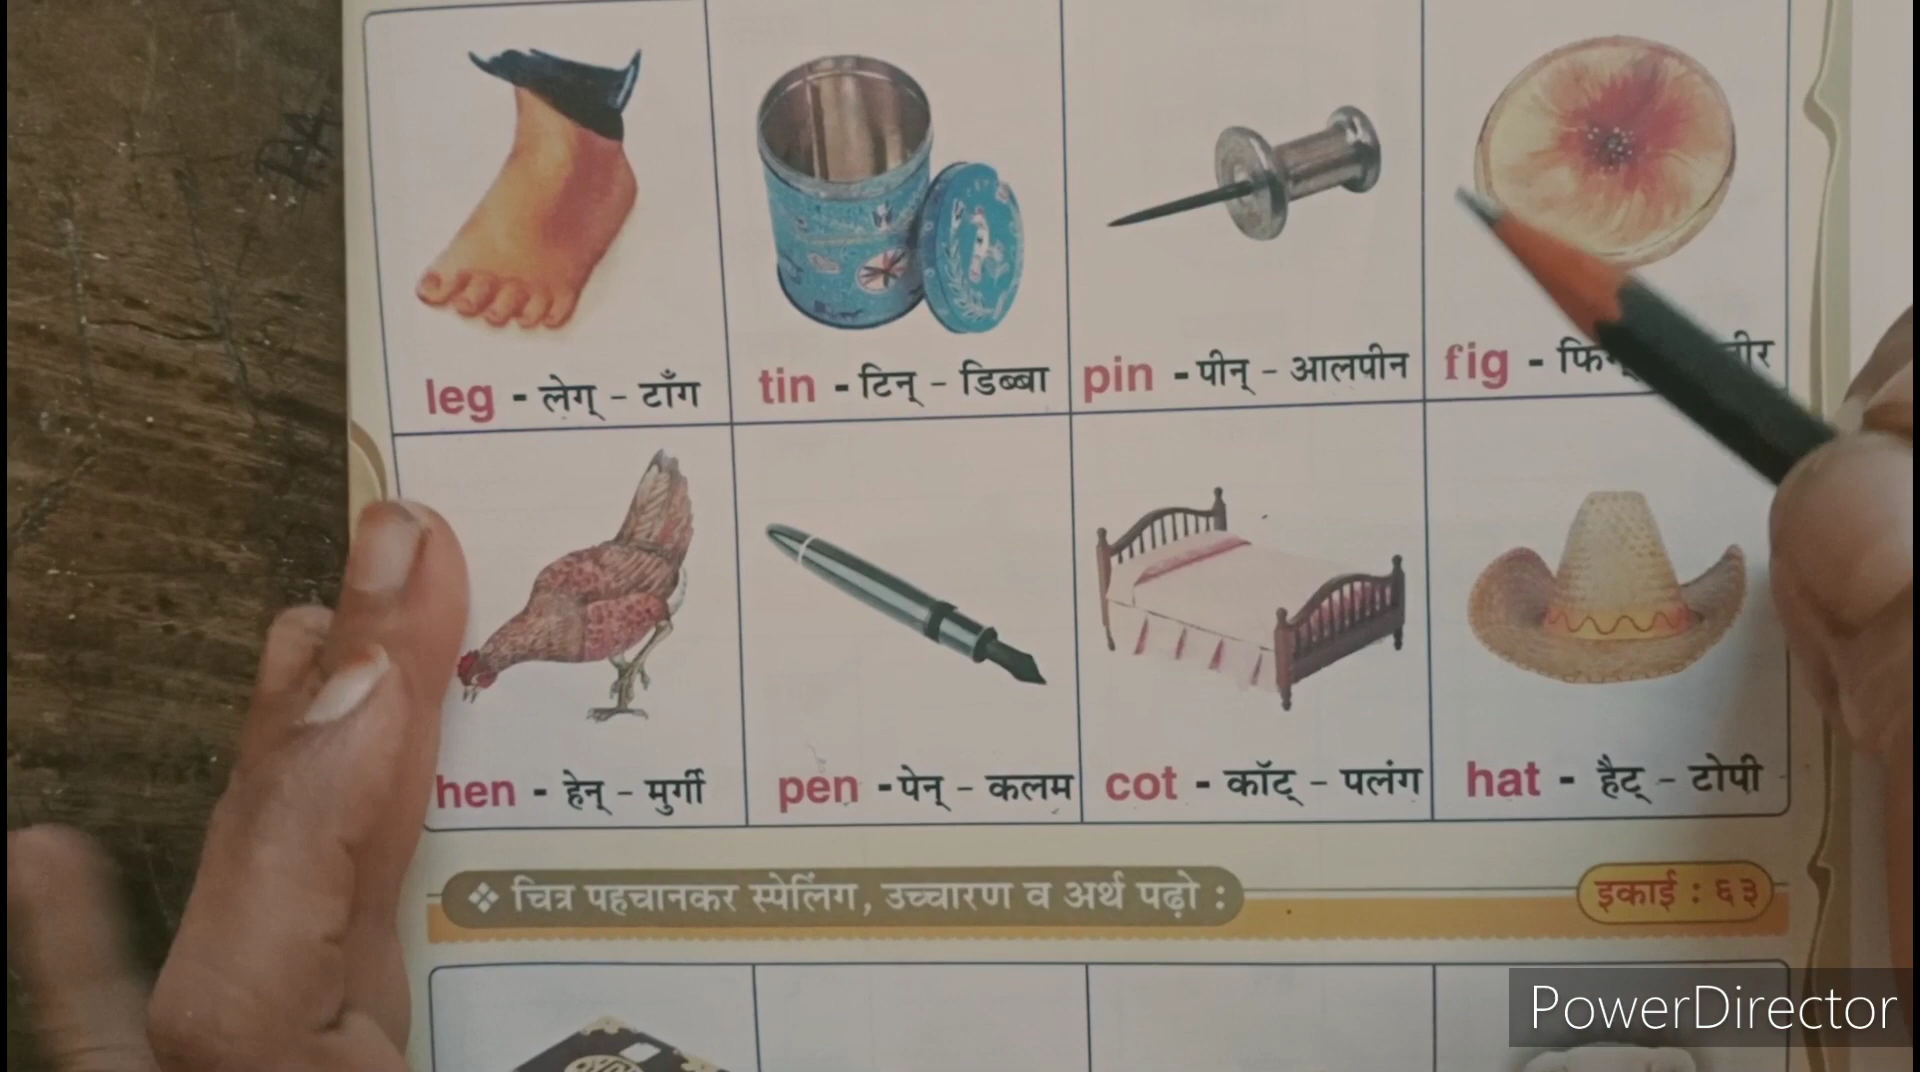 leg - लेग् - टाँग
tin - टिन् - डिब्बा
pin - पीन् - आलपीन
fig -
hen - हेन् - मुर्गी
pen - पेन् - कलम
cot - कॉट् - पलंग
hat - हैट् - टोपी
❖ चित्र पहचानकर स्पेलिंग, उच्चारण व अर्थ पढ़ो :
इकाई : ६३
PowerDirector